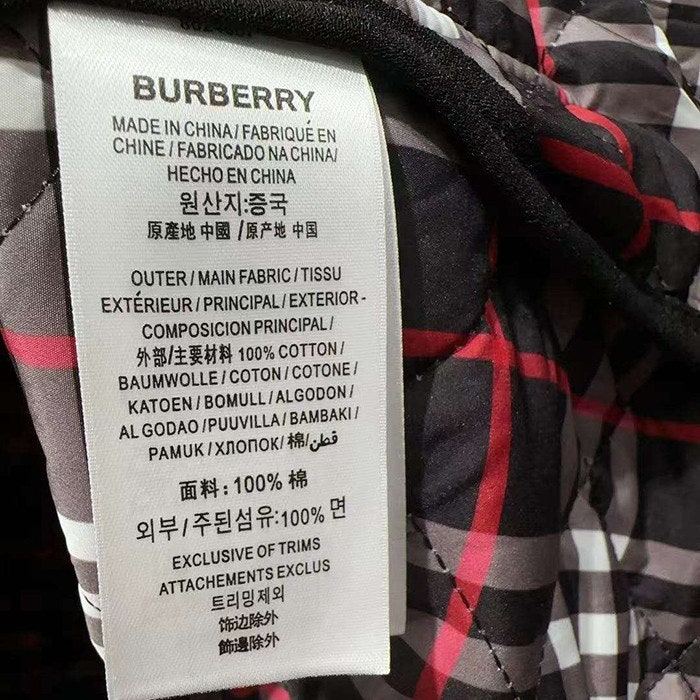 BURBERRY
MADE IN CHINA / FABRIQUÉ EN
CHINE / FABRICADO NA CHINA/
HECHO EN CHINA
원산지:중국
原產地 中國 /原产地 中国
OUTER / MAIN FABRIC / TISSU
EXTÉRIEUR / PRINCIPAL / EXTERIOR -
COMPOSICION PRINCIPAL /
外部/主要材料 100% COTTON /
BAUMWOLLE / COTON / COTONE /
KATOEN / BOMULL / ALGODON /
ALGODAO /PUUVILLA / BAMBAKI /
PAMUK / ХЛОПОК/ 棉/قطن
面料: 100% 棉
외부/주된섬유:100% 면
EXCLUSIVE OF TRIMS
ATTACHEMENTS EXCLUS
트리밍제외
饰边除外
飾邊除外